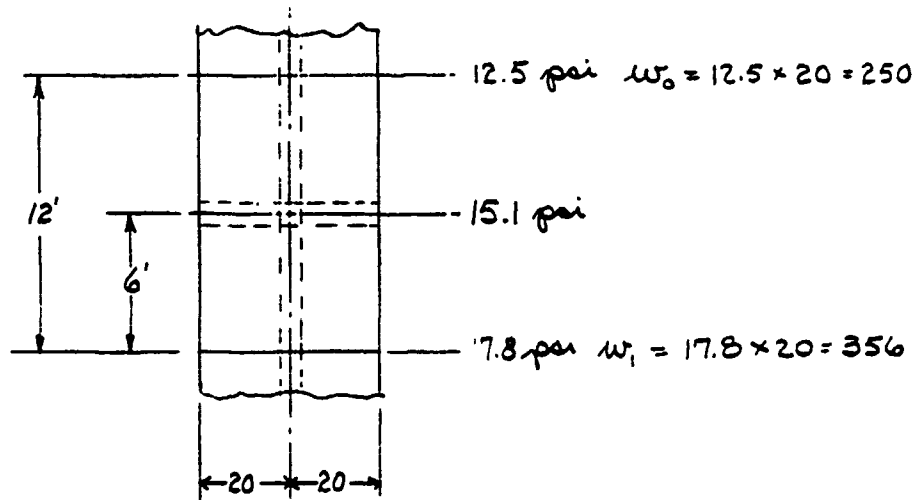 12.5 psi w₀ = 12.5 × 20 = 250
12'
15.1 psi
6'
7.8 psi w₁ = 17.8 × 20 = 356
20 20